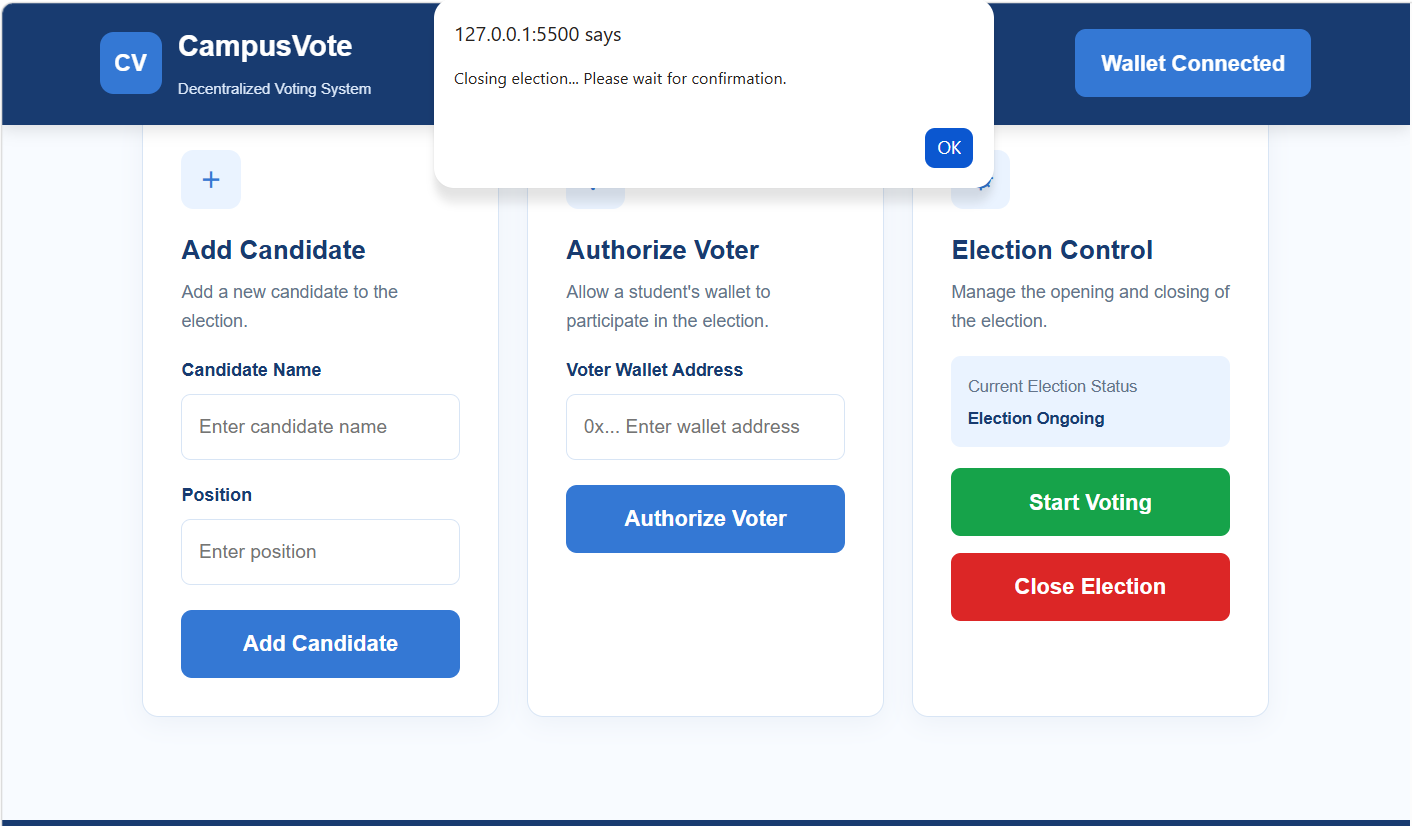 CV
CampusVote
Decentralized Voting System
127.0.0.1:5500 says
Closing election... Please wait for confirmation.
OK
Wallet Connected
+
Add Candidate
Add a new candidate to the
election.
Candidate Name
Enter candidate name
Position
Enter position
Add Candidate
Authorize Voter
Allow a student's wallet to
participate in the election.
Voter Wallet Address
0x... Enter wallet address
Authorize Voter
Election Control
Manage the opening and closing of
the election.
Current Election Status
Election Ongoing
Start Voting
Close Election